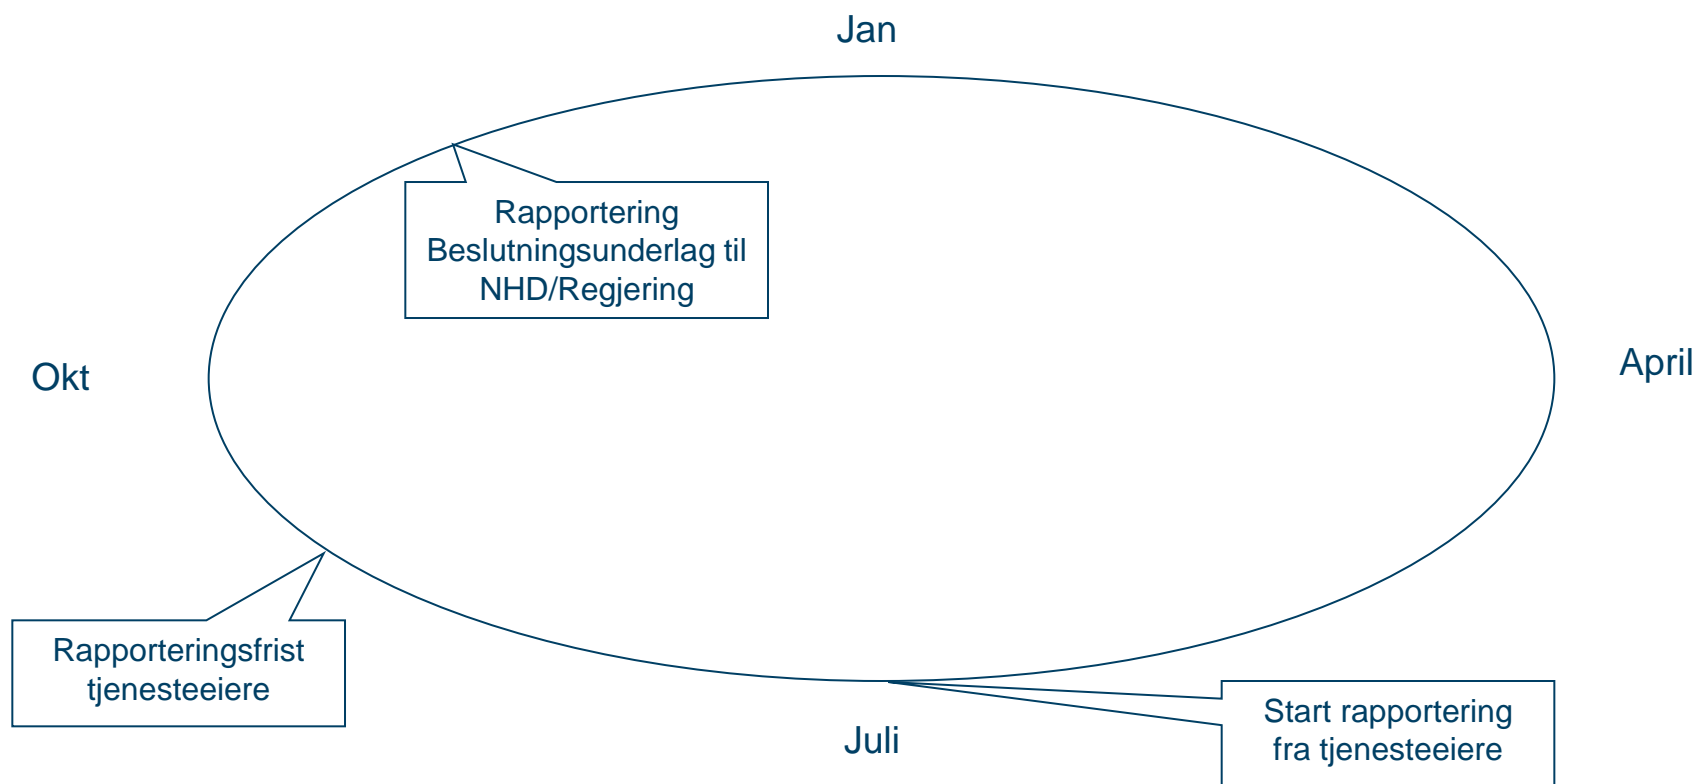 Jan
Rapportering
Beslutningsunderlag til
NHD/Regjering
Okt
April
Rapporteringsfrist
tjenesteeiere
Juli
Start rapportering
fra tjenesteeiere